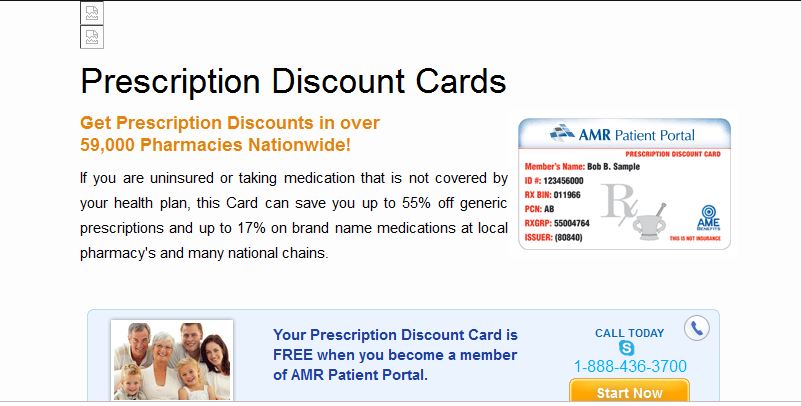 Prescription Discount Cards
Get Prescription Discounts in over
59,000 Pharmacies Nationwide!
If you are uninsured or taking medication that is not covered by
your health plan, this Card can save you up to 55% off generic
prescriptions and up to 17% on brand name medications at local
pharmacy's and many national chains.
AMR Patient Portal
PRESCRIPTION DISCOUNT CARD
Member's Name: Bob B. Sample
ID #: 123456000
RX BIN: 011966
PCN: AB
RXGRP: 55004764
ISSUER: (80840)
Rx
AME
BENEFITS
THIS IS NOT INSURANCE
Your Prescription Discount Card is
FREE when you become a member
of AMR Patient Portal.
CALL TODAY
1-888-436-3700
Start Now